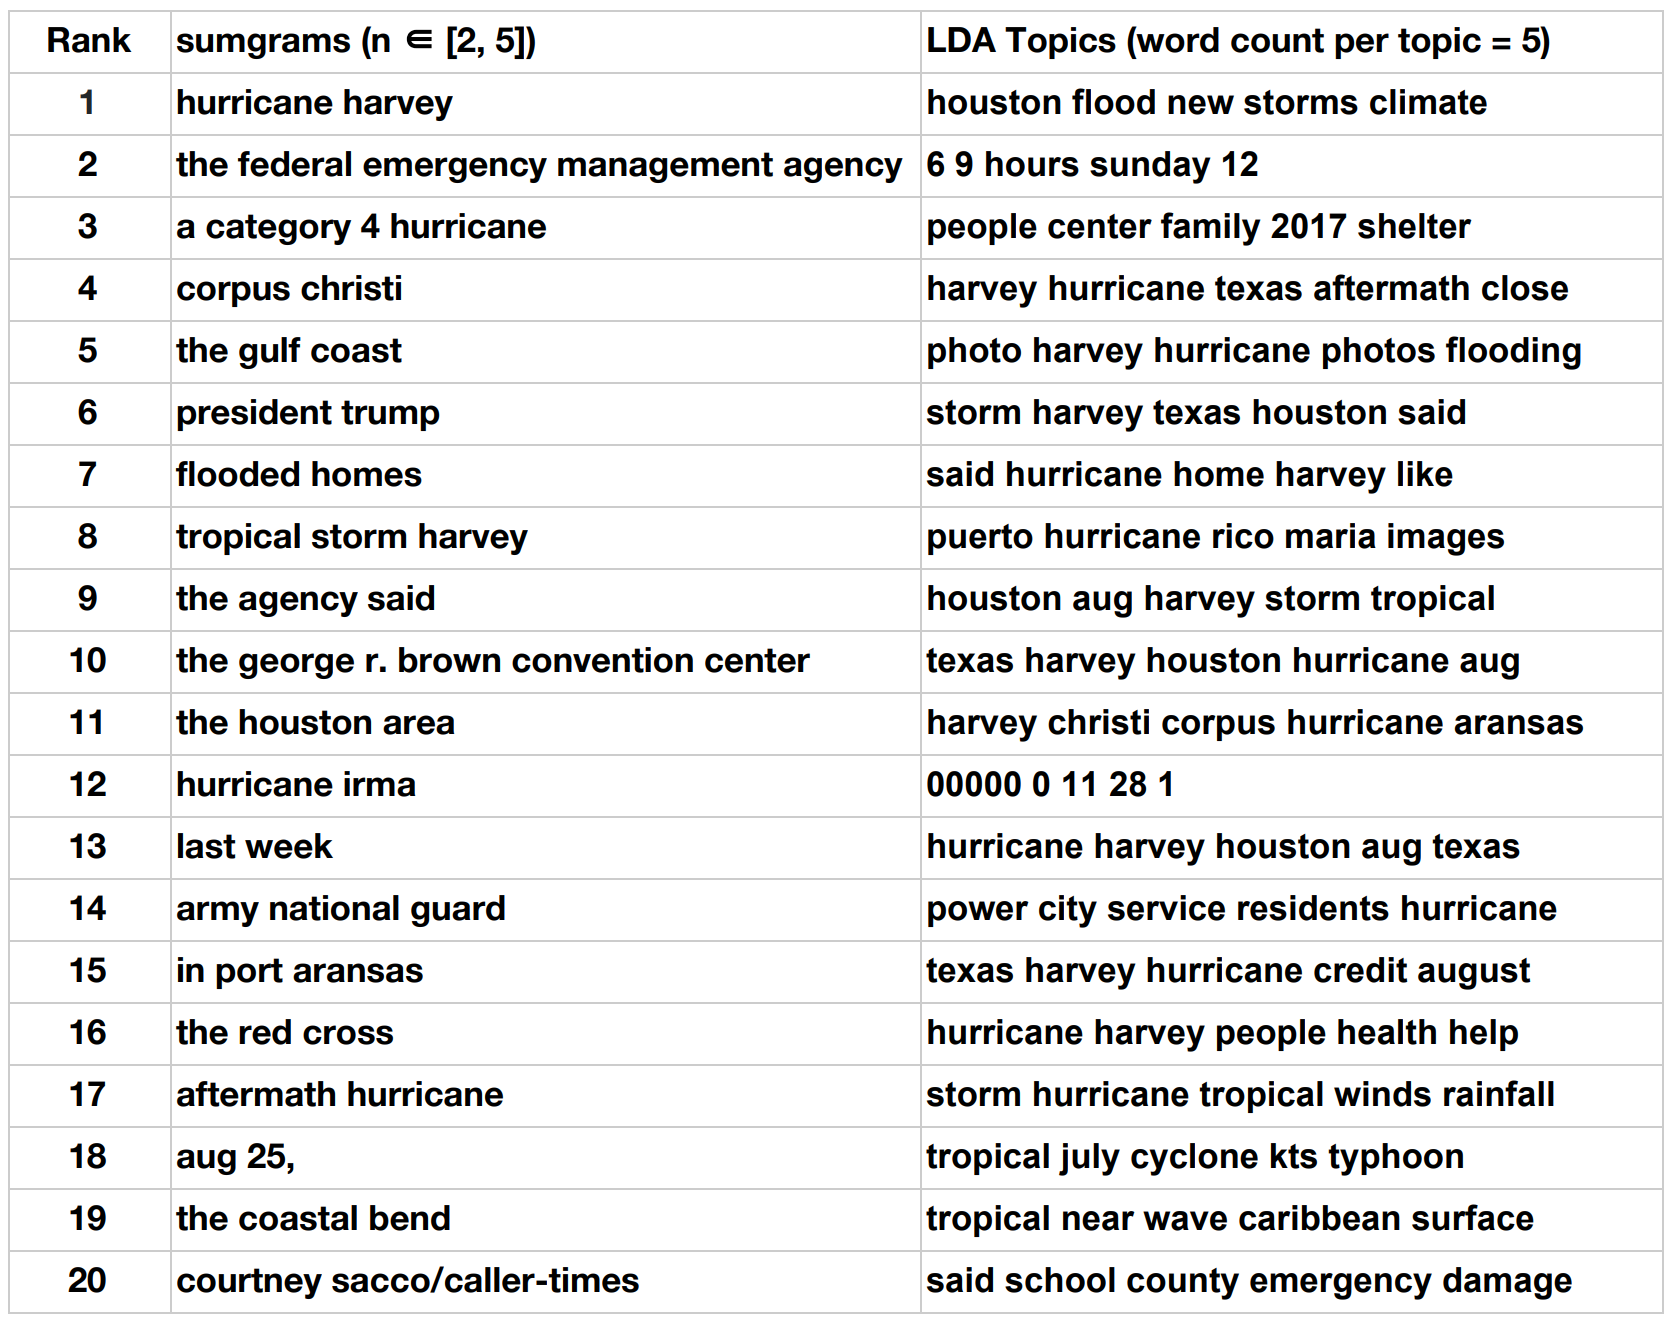 Rank sumgrams (n ∈ [2, 5]) LDA Topics (word count per topic = 5)
1 hurricane harvey houston flood new storms climate
2 the federal emergency management agency 6 9 hours sunday 12
3 a category 4 hurricane people center family 2017 shelter
4 corpus christi harvey hurricane texas aftermath close
5 the gulf coast photo harvey hurricane photos flooding
6 president trump storm harvey texas houston said
7 flooded homes said hurricane home harvey like
8 tropical storm harvey puerto hurricane rico maria images
9 the agency said houston aug harvey storm tropical
10 the george r. brown convention center texas harvey houston hurricane aug
11 the houston area harvey christi corpus hurricane aransas
12 hurricane irma 00000 0 11 28 1
13 last week hurricane harvey houston aug texas
14 army national guard power city service residents hurricane
15 in port aransas texas harvey hurricane credit august
16 the red cross hurricane harvey people health help
17 aftermath hurricane storm hurricane tropical winds rainfall
18 aug 25, tropical july cyclone kts typhoon
19 the coastal bend tropical near wave caribbean surface
20 courtney sacco/caller-times said school county emergency damage